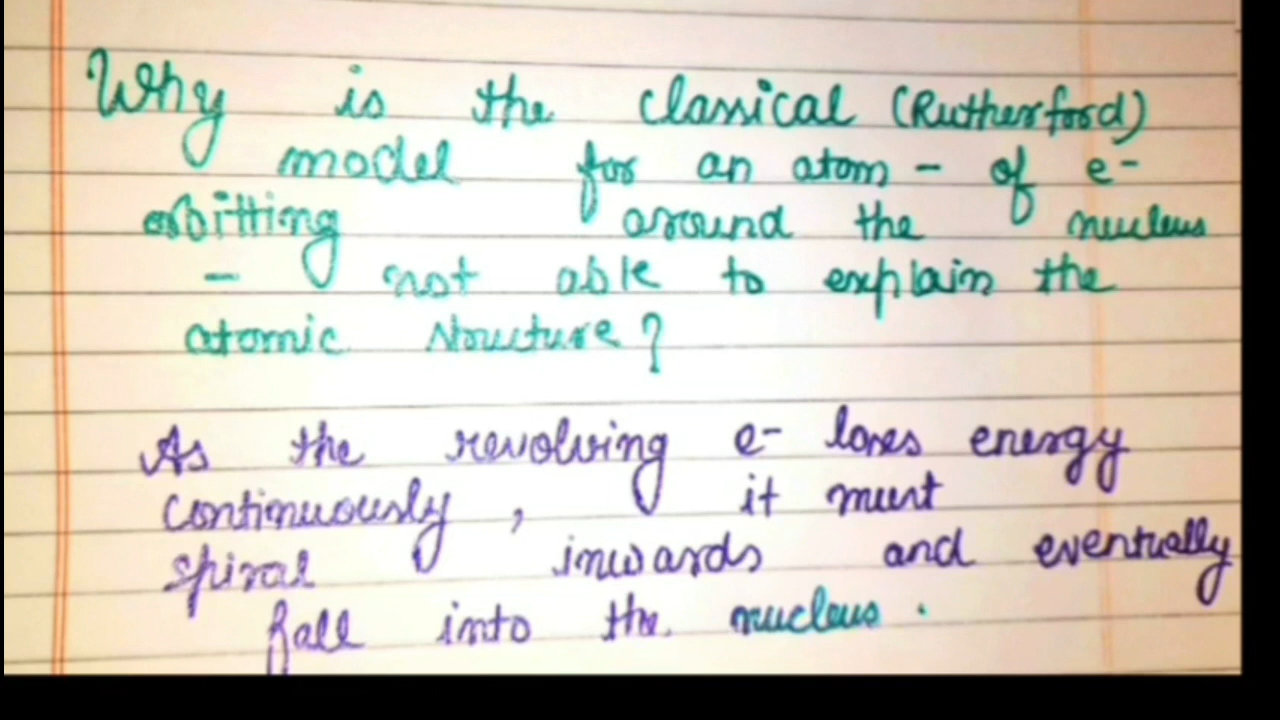 Why is the classical (Rutherford)
model for an atom - of e-
orbitting around the nucleus
- not able to explain the
atomic structure?
As the revolving e- loses energy
continuously, it must
spiral inwards and eventually
fall into the nucleus.